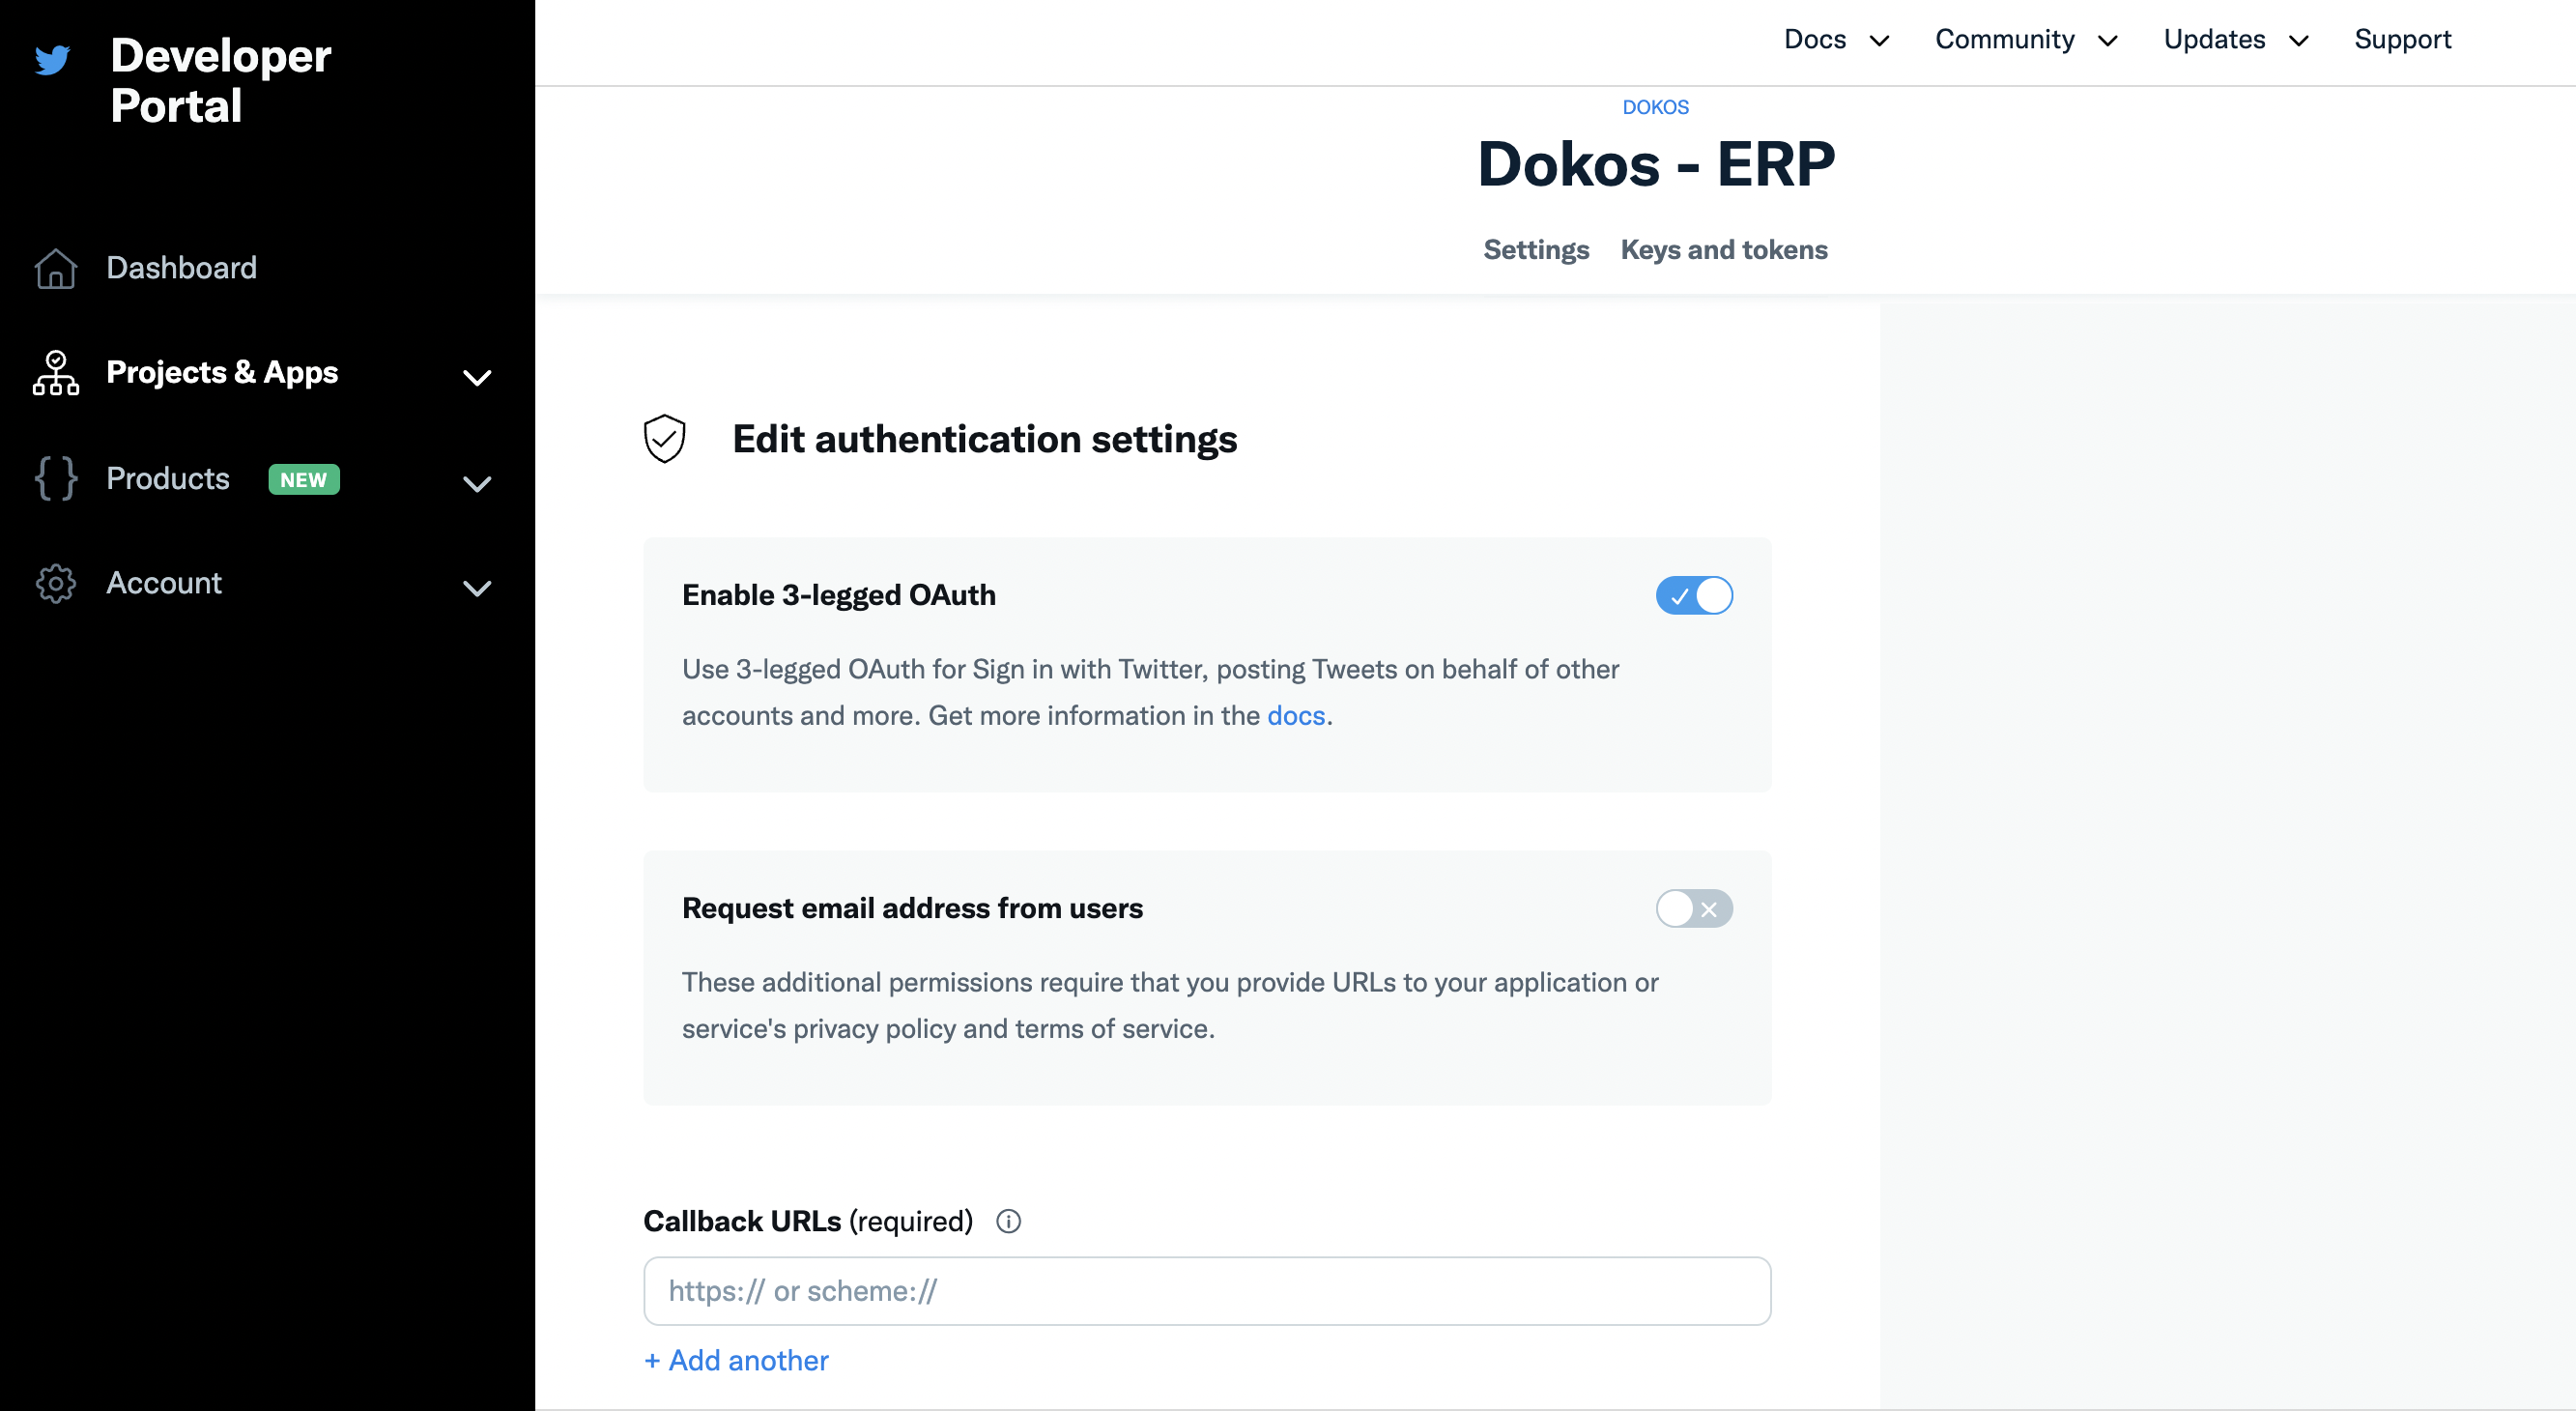 Developer
Portal
Dashboard
Projects & Apps
Products NEW
Account
Docs Community Updates Support
DOKOS
Dokos - ERP
Settings Keys and tokens
Edit authentication settings
Enable 3-legged OAuth
Use 3-legged OAuth for Sign in with Twitter, posting Tweets on behalf of other
accounts and more. Get more information in the docs.
Request email address from users
These additional permissions require that you provide URLs to your application or
service's privacy policy and terms of service.
Callback URLs (required)
https:// or scheme://
+ Add another